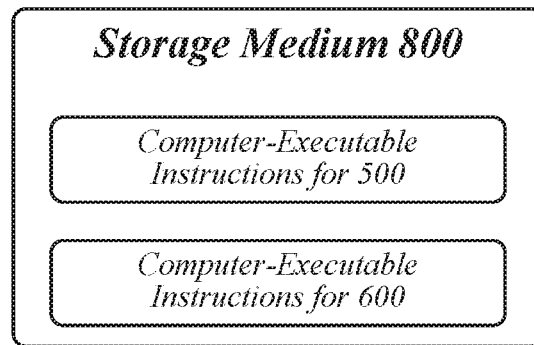 Storage Medium 800
Computer-Executable
Instructions for 500
Computer-Executable
Instructions for 600